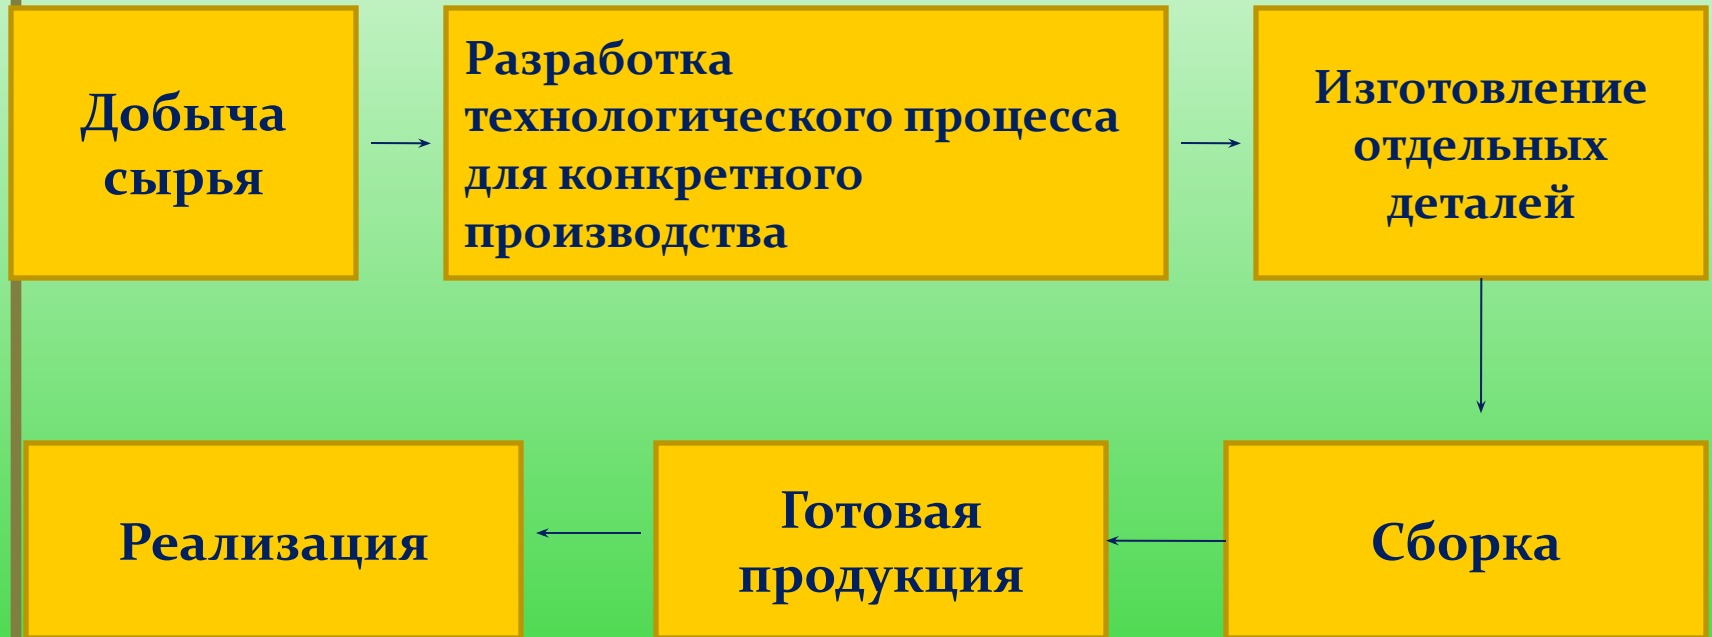 Добыча
сырья
Разработка
технологического процесса
для конкретного
производства
Изготовление
отдельных
деталей
Сборка
Готовая
продукция
Реализация